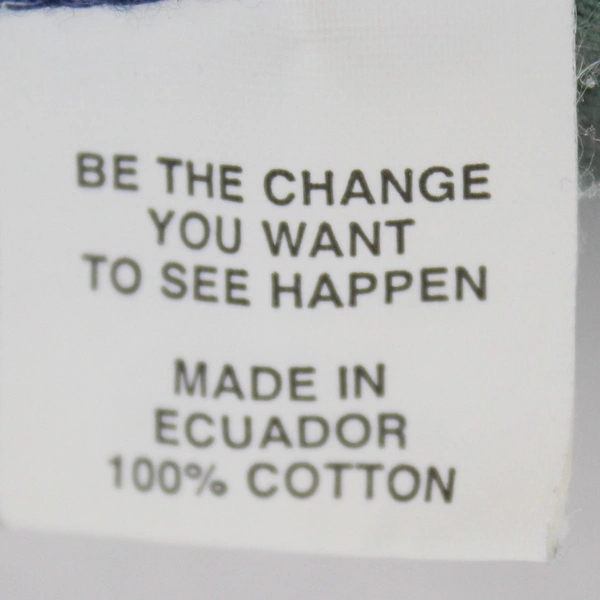 BE THE CHANGE
YOU WANT
TO SEE HAPPEN
MADE IN
ECUADOR
100% COTTON